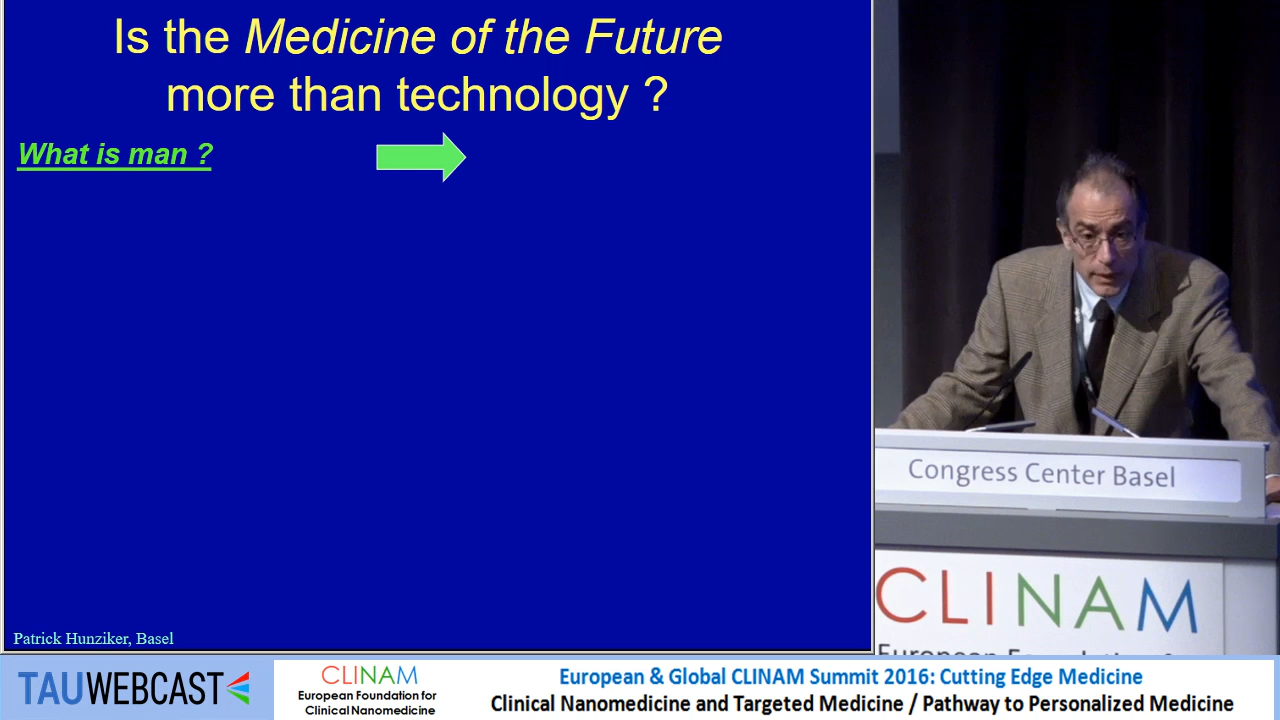 Is the Medicine of the Future
more than technology ?
What is man ?
Patrick Hunziker, Basel
Congress Center Basel
CLINAM
European Foundation
TAUWEBCAST
CLINAM
European Foundation for
Clinical Nanomedicine
European & Global CLINAM Summit 2016: Cutting Edge Medicine
Clinical Nanomedicine and Targeted Medicine / Pathway to Personalized Medicine